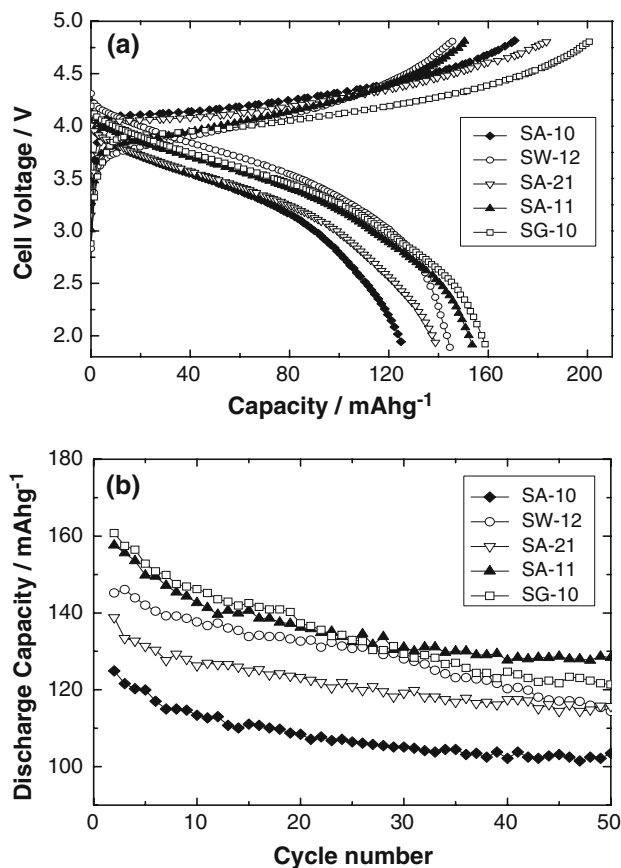 (a)
5.0
4.5
4.0
3.5
3.0
2.5
2.0
Cell Voltage / V
SA-10
SW-12
SA-21
SA-11
SG-10
0 40 80 120 160 200
Capacity / mAhg-1
(b)
180
160
140
120
100
Discharge Capacity / mAhg-1
SA-10
SW-12
SA-21
SA-11
SG-10
0 10 20 30 40 50
Cycle number